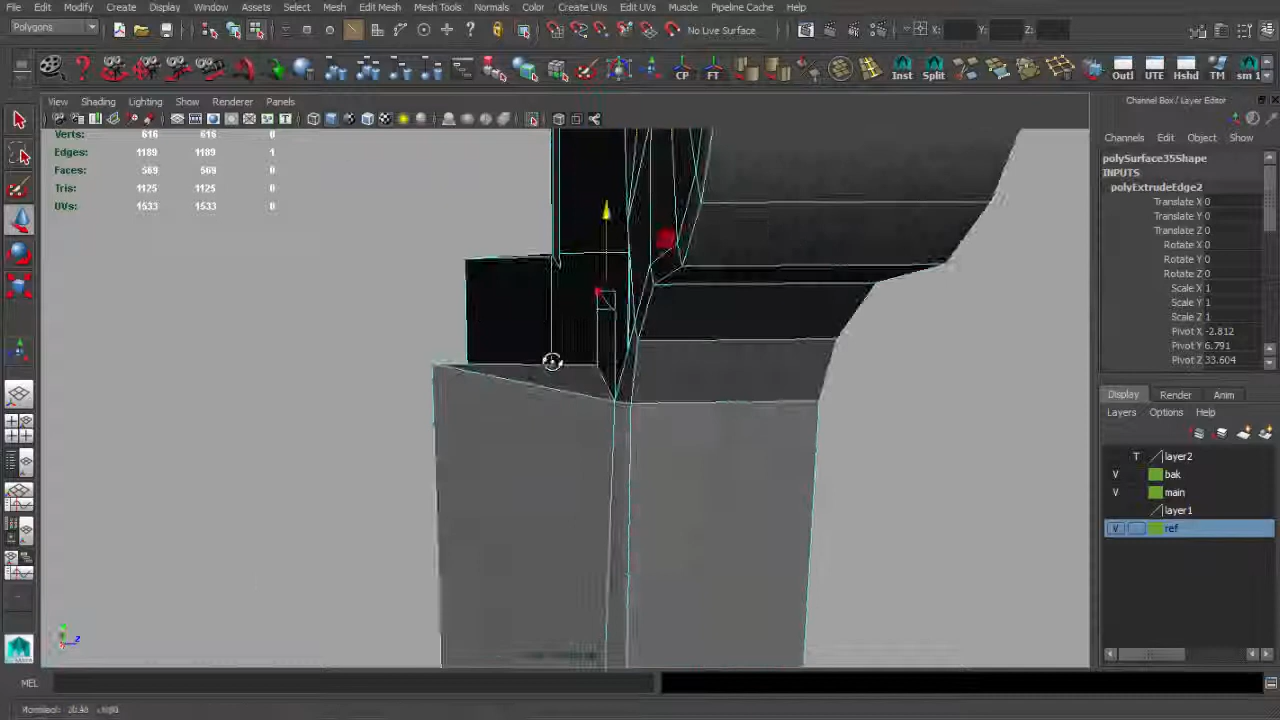 File Edit Modify Create Display Window Assets Select Mesh Edit Mesh Mesh Tools Normals Color Create UVs Edit UVs Muscle Pipeline Cache Help
Polygons
No Live Surface
X:
Y:
Z:
CP FT Inst Split Outl UTE Hshd TM sm 1
View Shading Lighting Show Renderer Panels
Channel Box / Layer Editor
Channels Edit Object Show
Verts: 616 616 0
Edges: 1189 1189 1
Faces: 569 569 0
Tris: 1125 1125 0
UVs: 1533 1533 0
polySurface35Shape
INPUTS
polyExtrudeEdge2
Translate X 0
Translate Y 0
Translate Z 0
Rotate X 0
Rotate Y 0
Rotate Z 0
Scale X 1
Scale Y 1
Scale Z 1
Pivot X -2.812
Pivot Y 6.791
Pivot Z 33.604
Display Render Anim
Layers Options Help
T layer2
V bak
V main
layer1
V ref
z
MEL